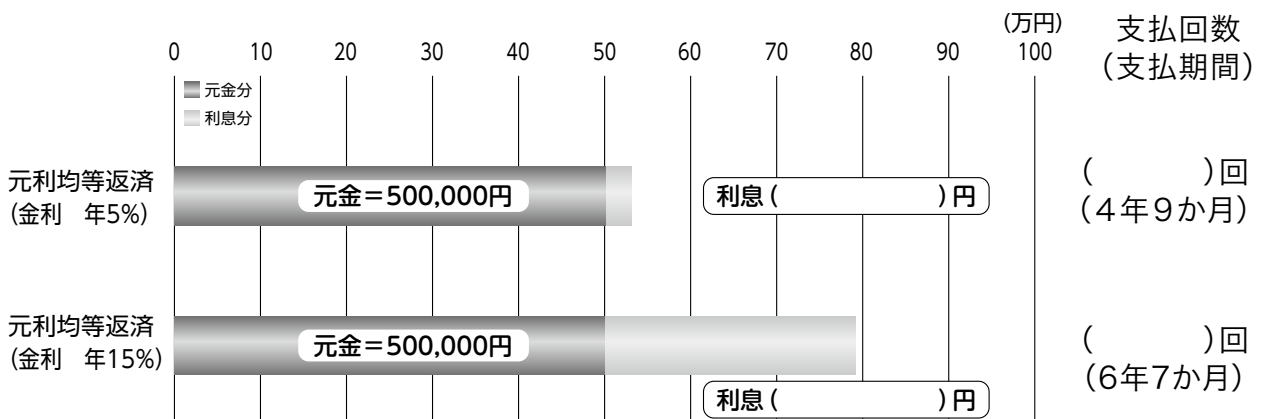 (万円)
0 10 20 30 40 50 60 70 80 90 100
支払回数
(支払期間)
元金分
利息分
元利均等返済
(金利　年5%)
元金＝500,000円
利息(　　　　　)円
(　　　)回
(4年9か月)
元利均等返済
(金利　年15%)
元金＝500,000円
利息(　　　　　)円
(　　　)回
(6年7か月)